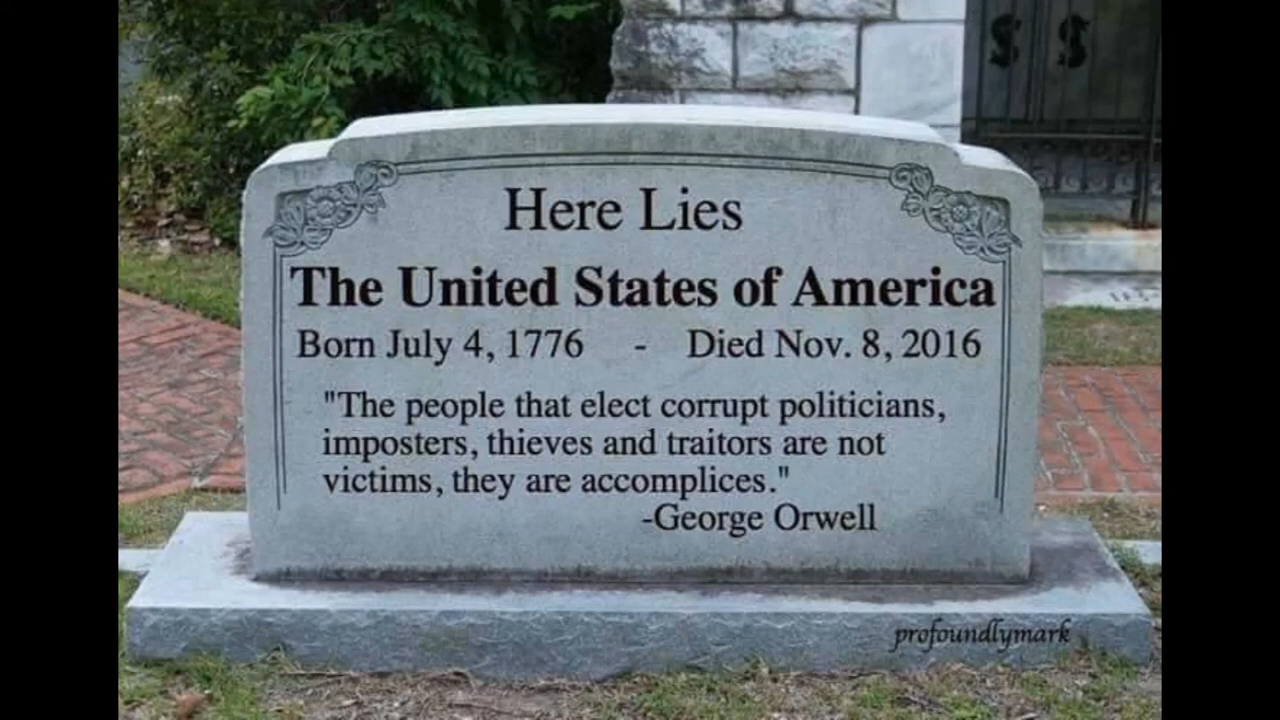 Here Lies
The United States of America
Born July 4, 1776 - Died Nov. 8, 2016
"The people that elect corrupt politicians,
imposters, thieves and traitors are not
victims, they are accomplices."
-George Orwell
profoundlymark